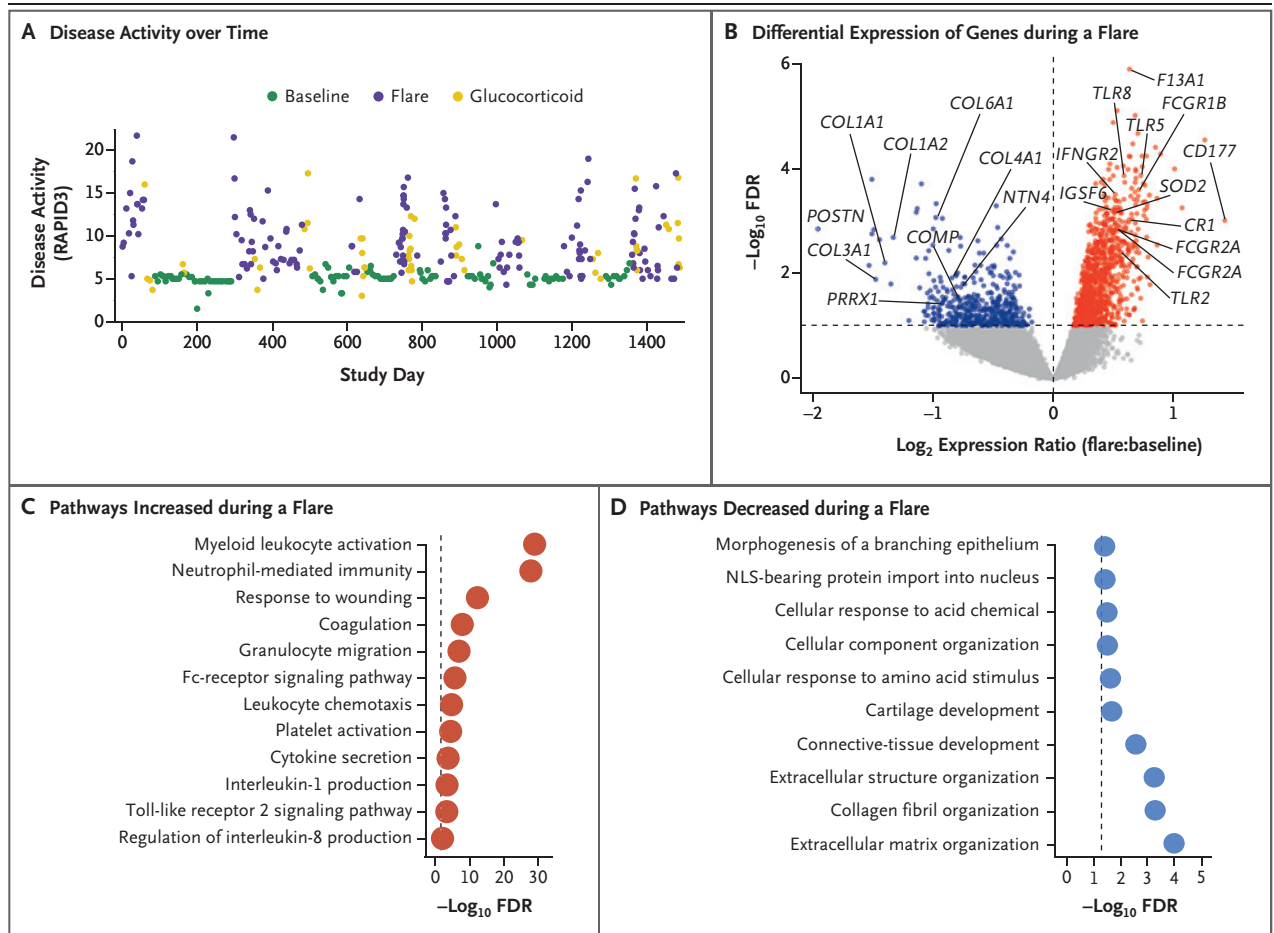 A Disease Activity over Time
Baseline Flare Glucocorticoid
Disease Activity
(RAPID3)
20
15
10
5
0
0 200 400 600 800 1000 1200 1400
Study Day
B Differential Expression of Genes during a Flare
−Log10 FDR
6
4
2
0
F13A1
TLR8
FCGR1B
COL6A1
COL1A1
TLR5
COL1A2
IFNGR2
CD177
COL4A1
SOD2
IGSF6
NTN4
POSTN
CR1
COMP
FCGR2A
COL3A1
FCGR2A
PRRX1
TLR2
−2 −1 0 1
Log2 Expression Ratio (flare:baseline)
C Pathways Increased during a Flare
Myeloid leukocyte activation
Neutrophil-mediated immunity
Response to wounding
Coagulation
Granulocyte migration
Fc-receptor signaling pathway
Leukocyte chemotaxis
Platelet activation
Cytokine secretion
Interleukin-1 production
Toll-like receptor 2 signaling pathway
Regulation of interleukin-8 production
0 10 20 30
−Log10 FDR
D Pathways Decreased during a Flare
Morphogenesis of a branching epithelium
NLS-bearing protein import into nucleus
Cellular response to acid chemical
Cellular component organization
Cellular response to amino acid stimulus
Cartilage development
Connective-tissue development
Extracellular structure organization
Collagen fibril organization
Extracellular matrix organization
0 1 2 3 4 5
−Log10 FDR